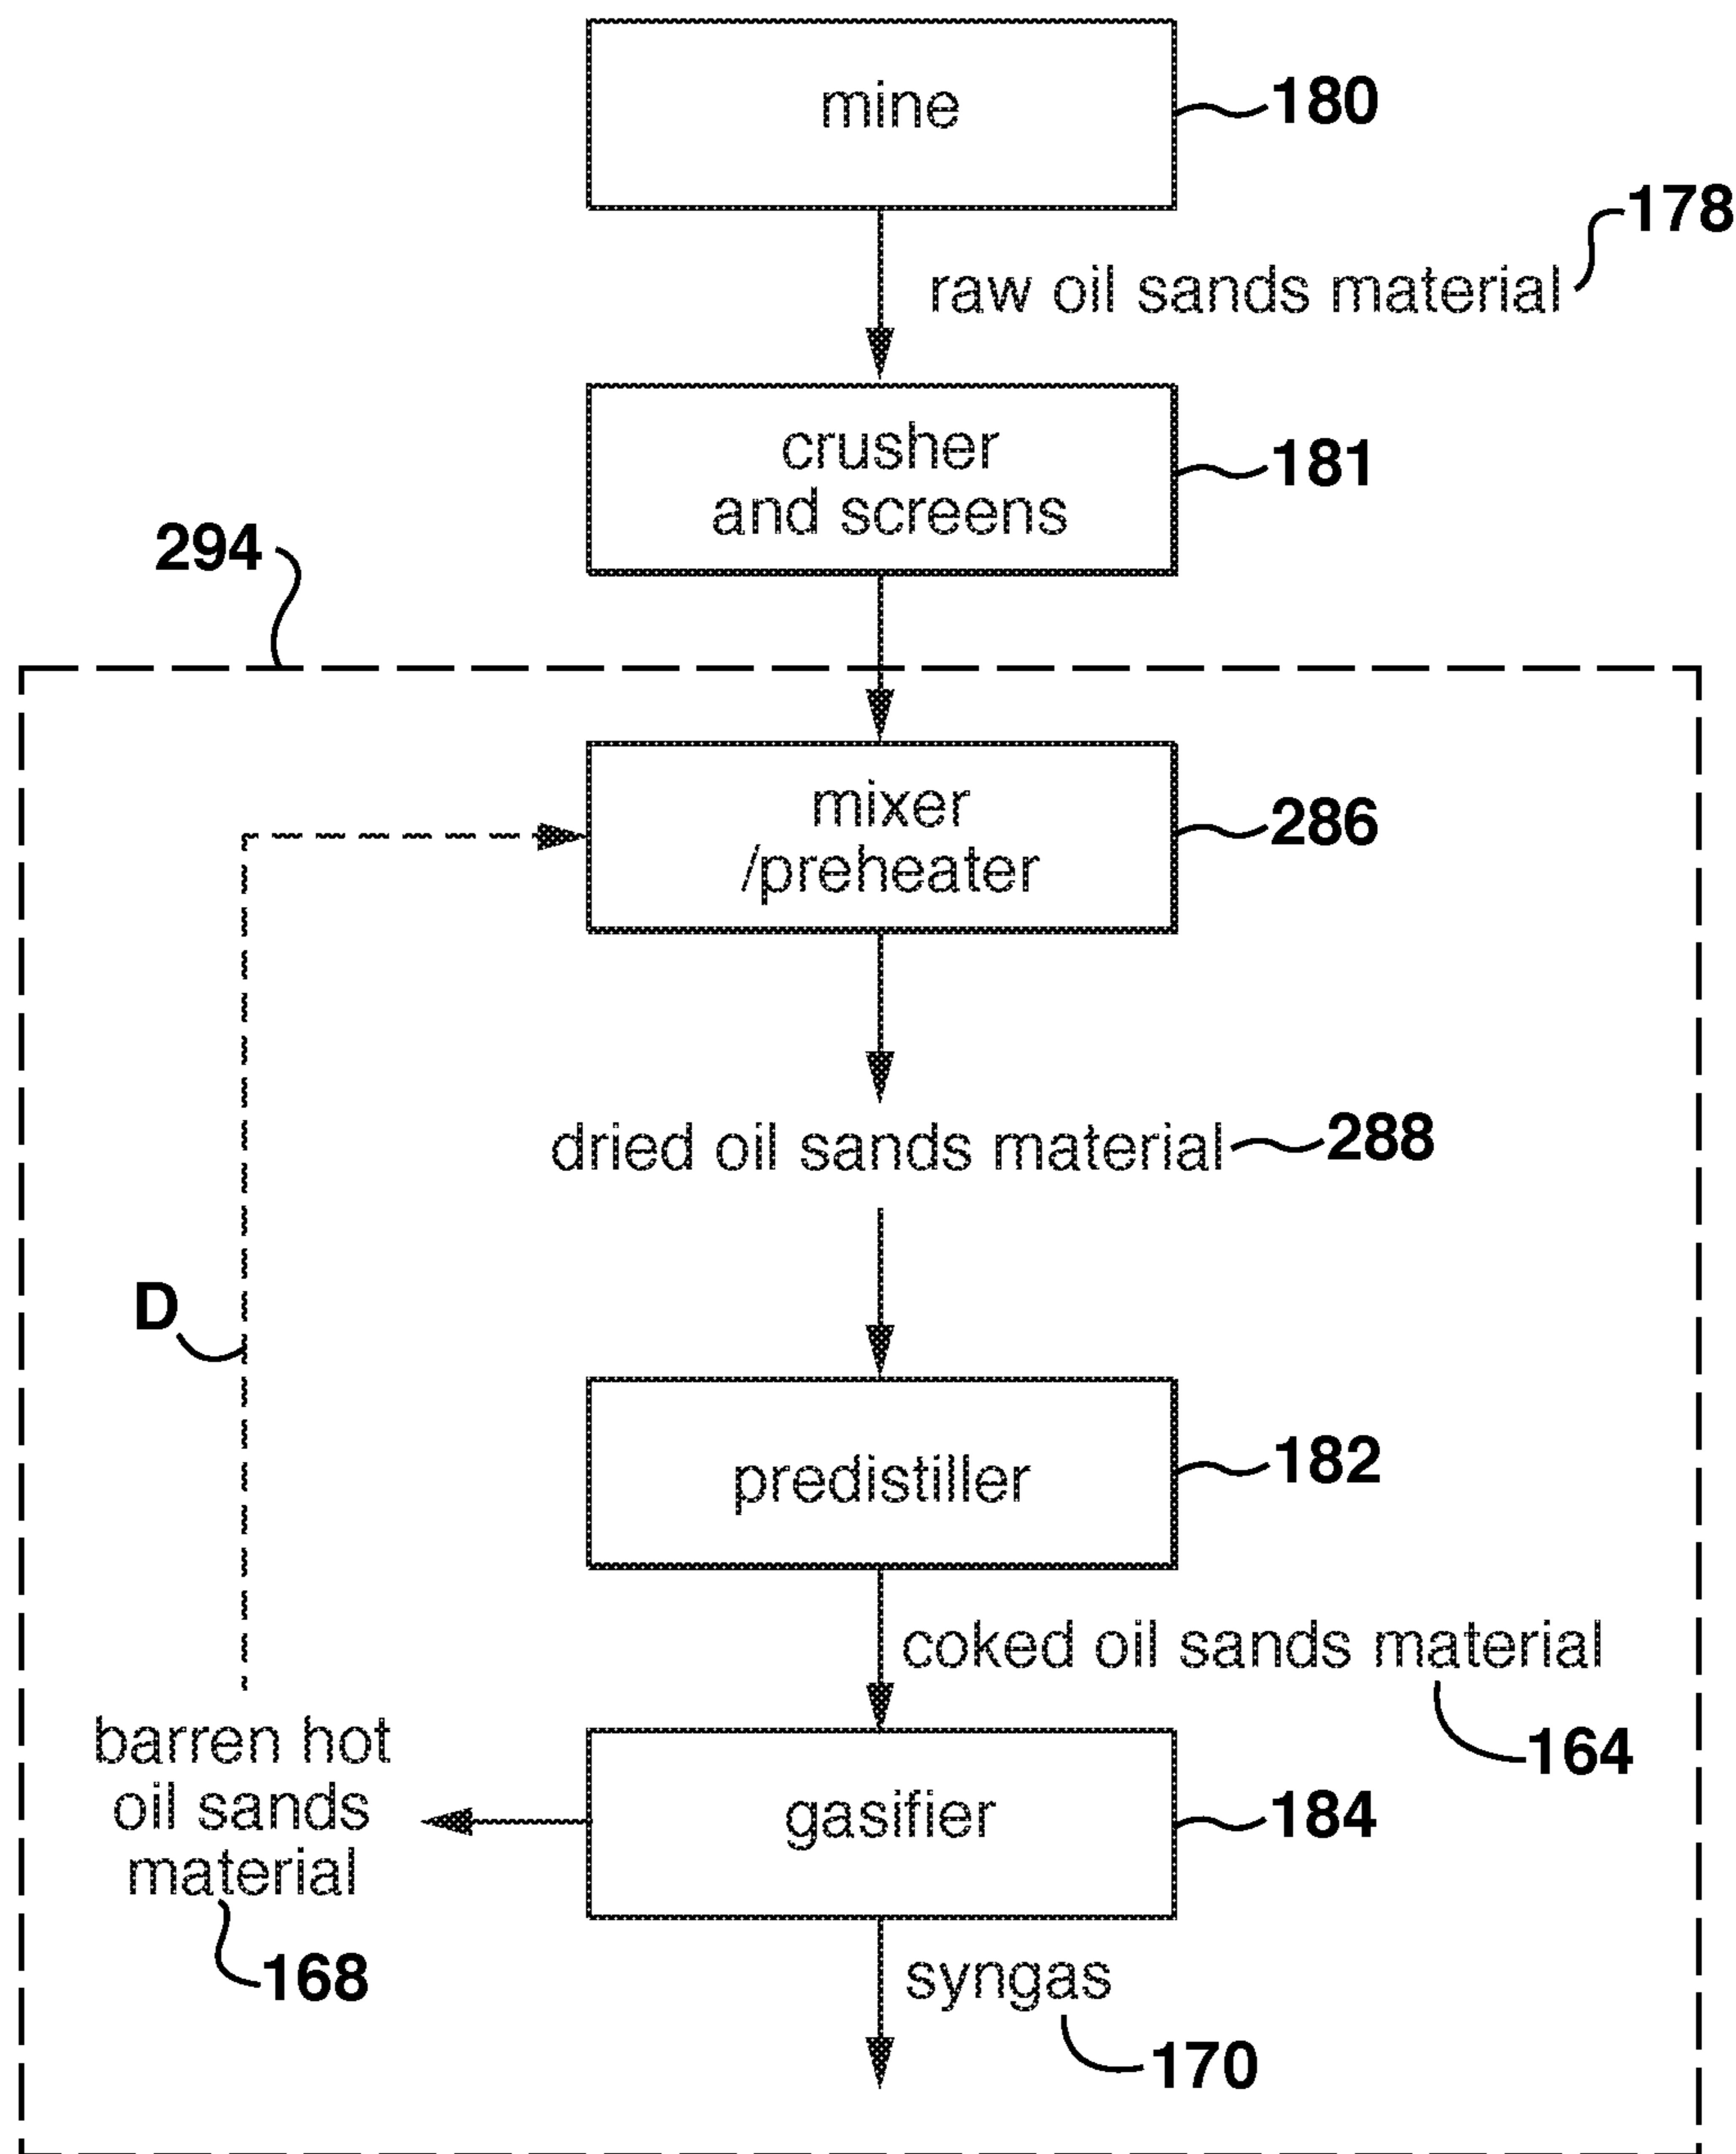 mine
180
178
raw oil sands material
crusher
and screens
181
294
mixer
/preheater
286
dried oil sands material
288
D
predistiller
182
coked oil sands material
164
barren hot
oil sands
material
168
gasifier
184
syngas
170